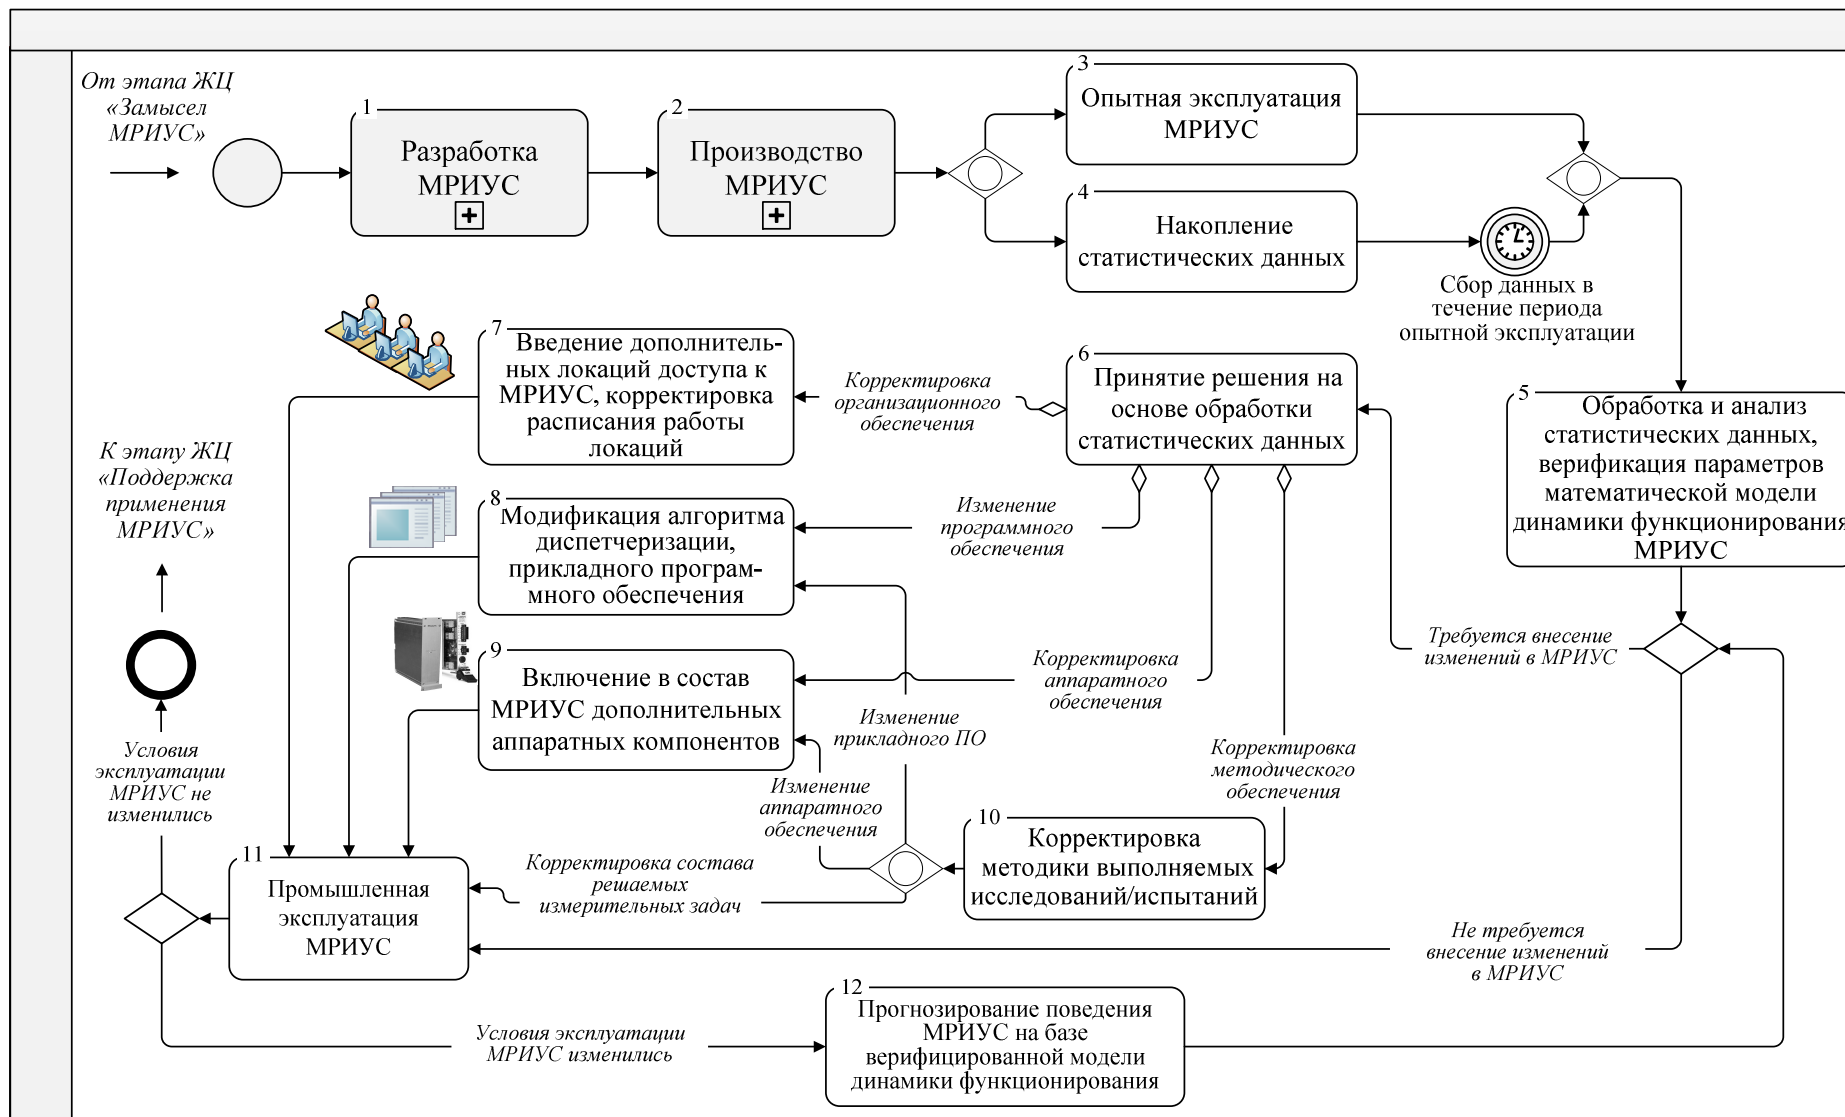 От этапа ЖЦ
«Замысел
МРИУС»
1
Разработка
МРИУС
2
Производство
МРИУС
3
Опытная эксплуатация
МРИУС
4
Накопление
статистических данных
Сбор данных в
течение периода
опытной эксплуатации
5
Обработка и анализ
статистических данных,
верификация параметров
математической модели
динамики функционирования
МРИУС
6
Принятие решения на
основе обработки
статистических данных
Корректировка
организационного
обеспечения
7
Введение дополнитель-
ных локаций доступа к
МРИУС, корректировка
расписания работы
локаций
К этапу ЖЦ
«Поддержка
применения
МРИУС»
8
Модификация алгоритма
диспетчеризации,
прикладного програм-
много обеспечения
Изменение
программного
обеспечения
9
Включение в состав
МРИУС дополнительных
аппаратных компонентов
Корректировка
аппаратного
обеспечения
Требуется внесение
изменений в МРИУС
Изменение
прикладного ПО
Корректировка
методического
обеспечения
Условия
эксплуатации
МРИУС не
изменились
Изменение
аппаратного
обеспечения
10
Корректировка
методики выполняемых
исследований/испытаний
11
Промышленная
эксплуатация
МРИУС
Корректировка состава
решаемых
измерительных задач
Не требуется
внесение изменений
в МРИУС
Условия эксплуатации
МРИУС изменились
12
Прогнозирование поведения
МРИУС на базе
верифицированной модели
динамики функционирования